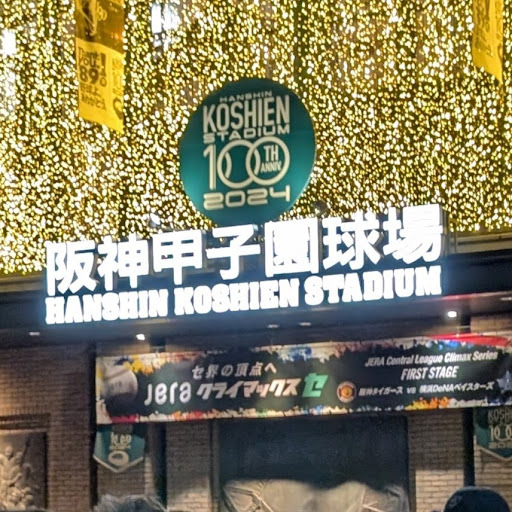 HANSHIN
KOSHIEN
STADIUM
100TH
ANNIV
2024
阪神甲子園球場
HANSHIN KOSHIEN STADIUM
世界の頂点へ
JERA クライマックス セ
JERA Central League Climax Series
FIRST STAGE
阪神タイガース vs 横浜DeNAベイスターズ
KOSHIEN
100